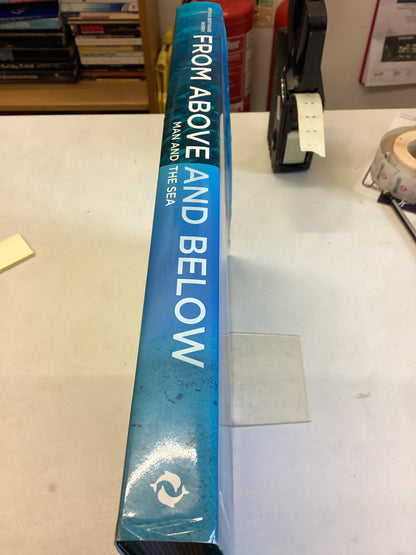 FROM ABOVE AND BELOW
MAN AND THE SEA